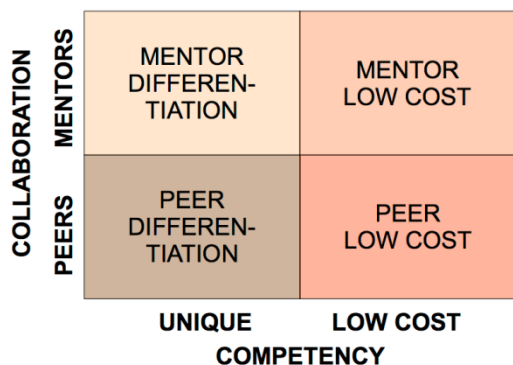 COLLABORATION
MENTORS
PEERS
MENTOR
DIFFEREN-
TIATION
MENTOR
LOW COST
PEER
DIFFEREN-
TIATION
PEER
LOW COST
UNIQUE
LOW COST
COMPETENCY